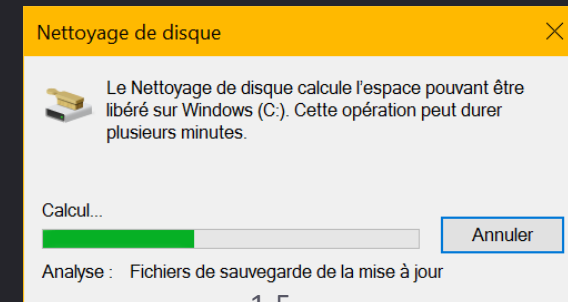 Nettoyage de disque
Le Nettoyage de disque calcule l'espace pouvant être
libéré sur Windows (C:). Cette opération peut durer
plusieurs minutes.
Calcul...
Annuler
Analyse : Fichiers de sauvegarde de la mise à jour